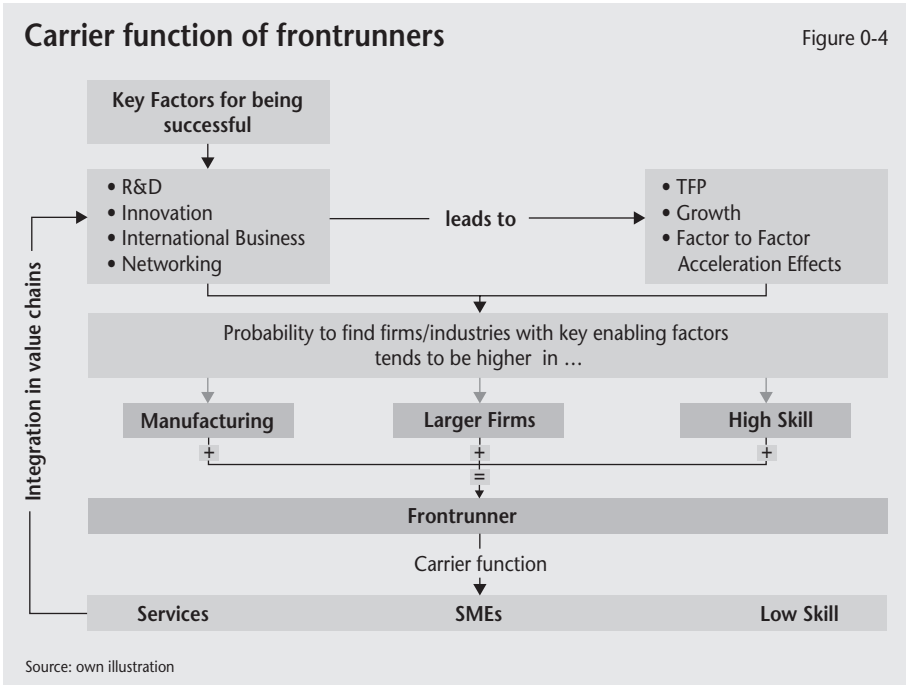 Carrier function of frontrunners
Figure 0-4
Key Factors for being
successful
• R&D
• Innovation
• International Business
• Networking
leads to
• TFP
• Growth
• Factor to Factor
Acceleration Effects
Integration in value chains
Probability to find firms/industries with key enabling factors
tends to be higher in ...
Manufacturing
Larger Firms
High Skill
+
+
+
=
Frontrunner
Carrier function
Services
SMEs
Low Skill
Source: own illustration